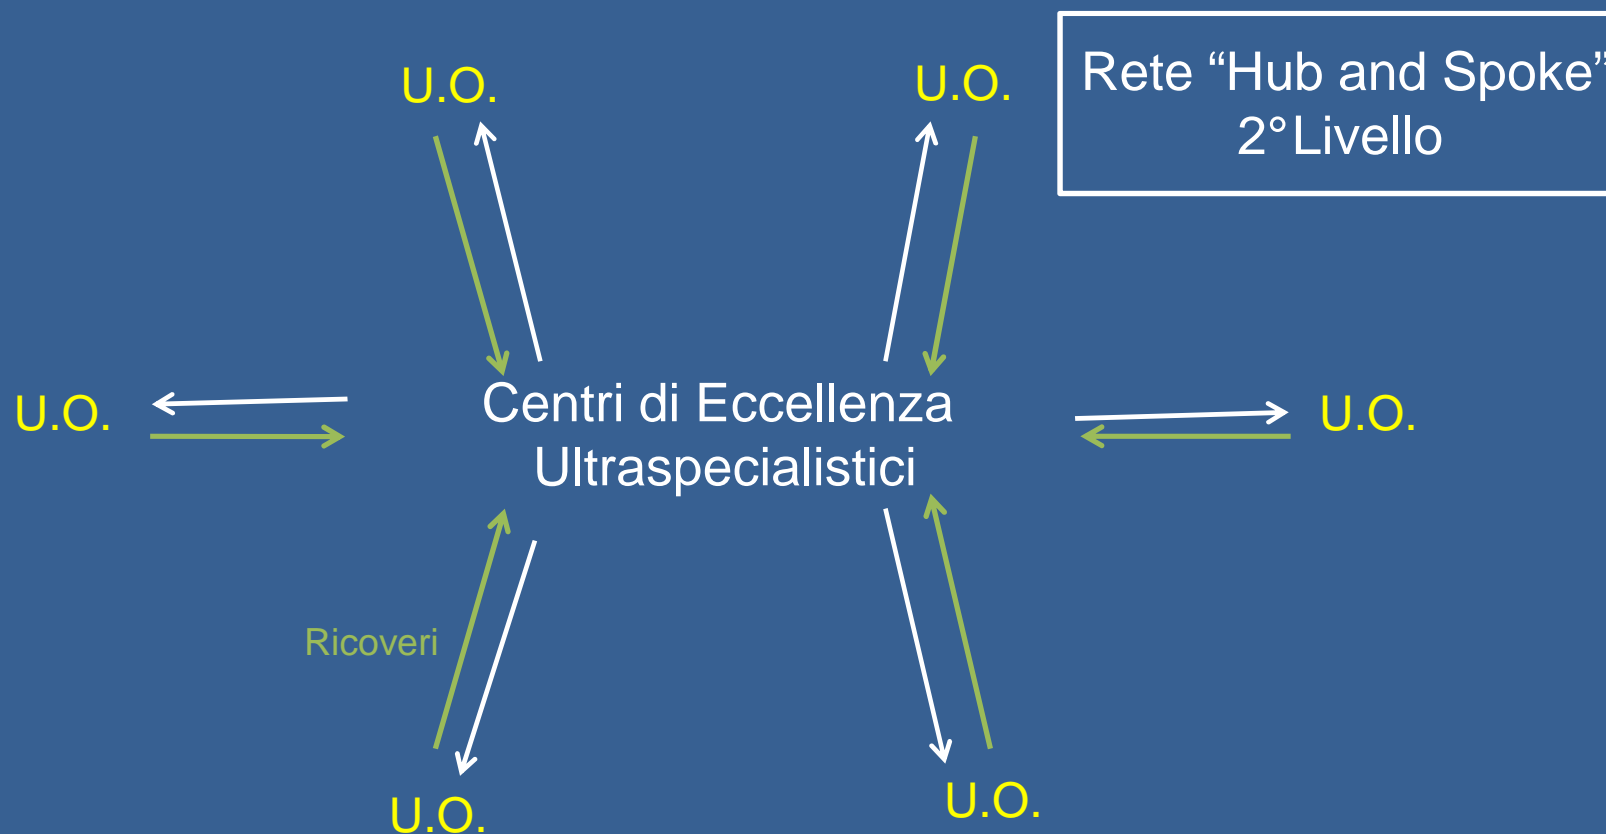 Rete “Hub and Spoke”
2°Livello
U.O.
U.O.
U.O.
Centri di Eccellenza
Ultraspecialistici
U.O.
Ricoveri
U.O.
U.O.